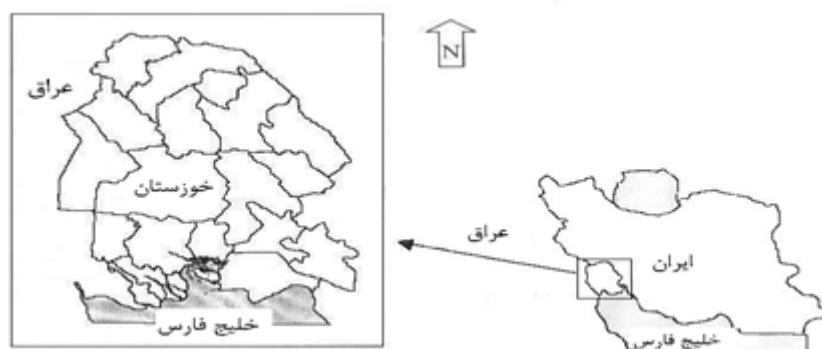 عراق
خوزستان
خلیج فارس
N
عراق
ایران
خلیج فارس